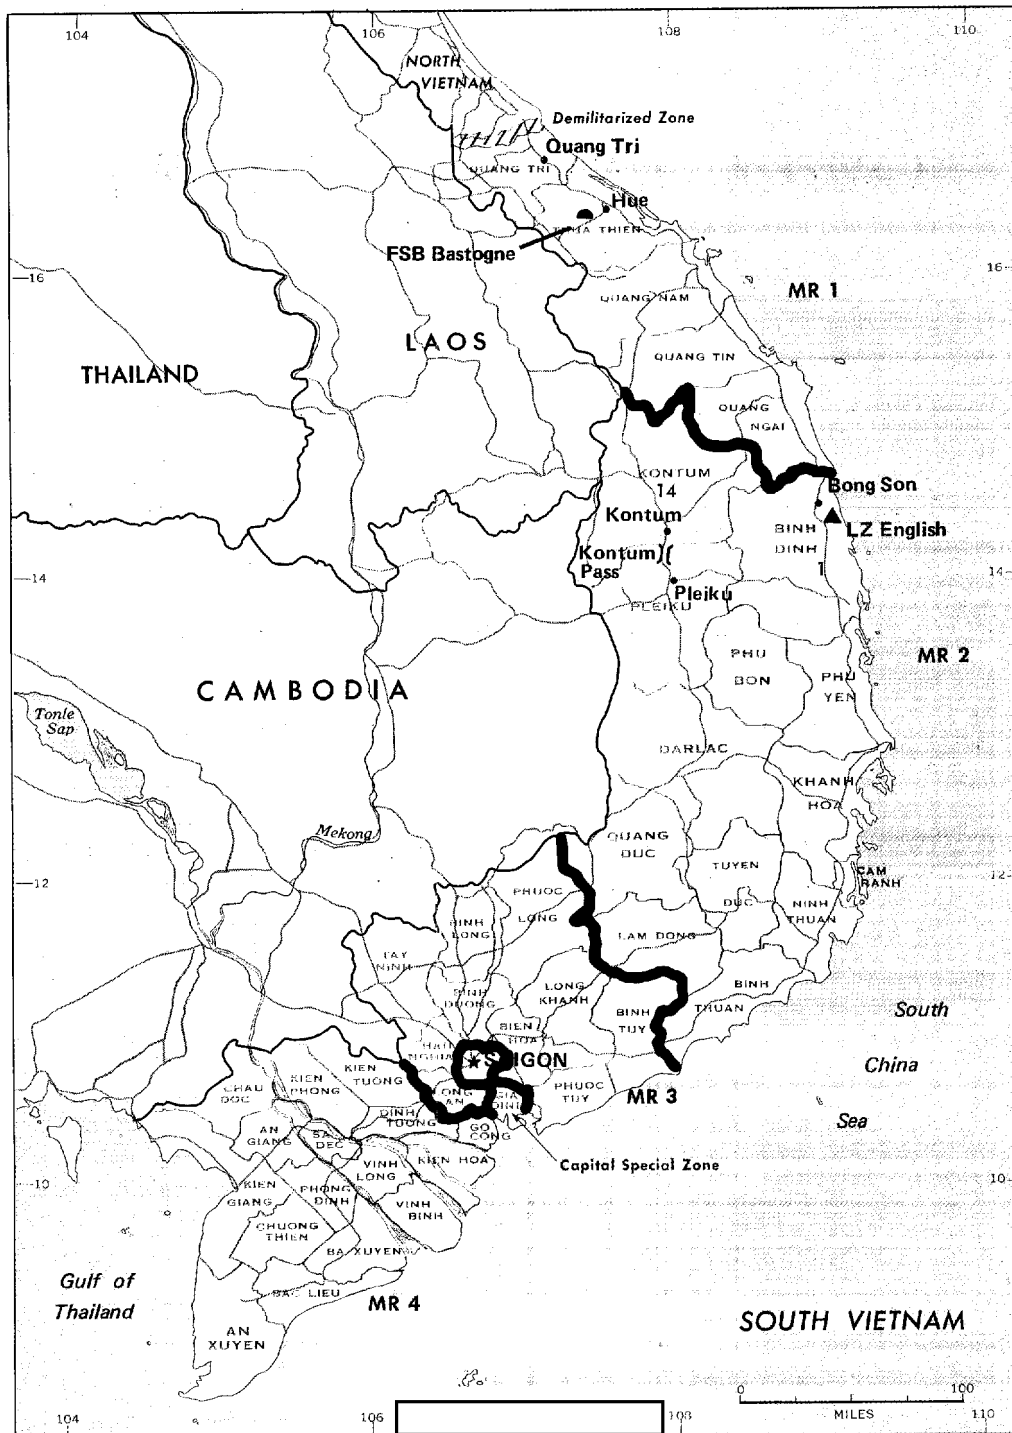 104
106
108
110
NORTH
VIETNAM
Demilitarized Zone
Quang Tri
QUANG TRI
Hue
THUA THIEN
FSB Bastogne
16
16
MR 1
QUANG NAM
LAOS
QUANG TIN
THAILAND
QUANG
NGAI
KONTUM
14
Bong Son
Kontum
BINH
DINH
LZ English
Kontum
Pass
1
14
14
Pleiku
PLEIKU
PHU
BON
MR 2
PHU
YEN
CAMBODIA
Tonle
Sap
DARLAC
KHANH
HOA
Mekong
QUANG
DUC
TUYEN
DUC
CAM
RANH
12
12
PHUOC
LONG
NINH
THUAN
BINH
LONG
LAM DONG
TAY
NINH
LONG
KHANH
BINH
THUAN
BINH
DUONG
BINH
TUY
South
BIEN
HOA
HAU
NGHIA
SAIGON
China
KIEN
TUONG
KIEN
PHONG
CHAU
DOC
LONG
AN
GIA
DINH
PHUOC
TUY
MR 3
DINH
TUONG
GO
CONG
Sea
AN
GIANG
SA
DEC
KIEN HOA
Capital Special Zone
VINH
LONG
10
10
KIEN
GIANG
PHONG
DINH
VINH
BINH
CHUONG
THIEN
BA XUYEN
Gulf of
Thailand
BAC LIEU
MR 4
AN
XUYEN
SOUTH VIETNAM
0
100
MILES
104
106
108
110